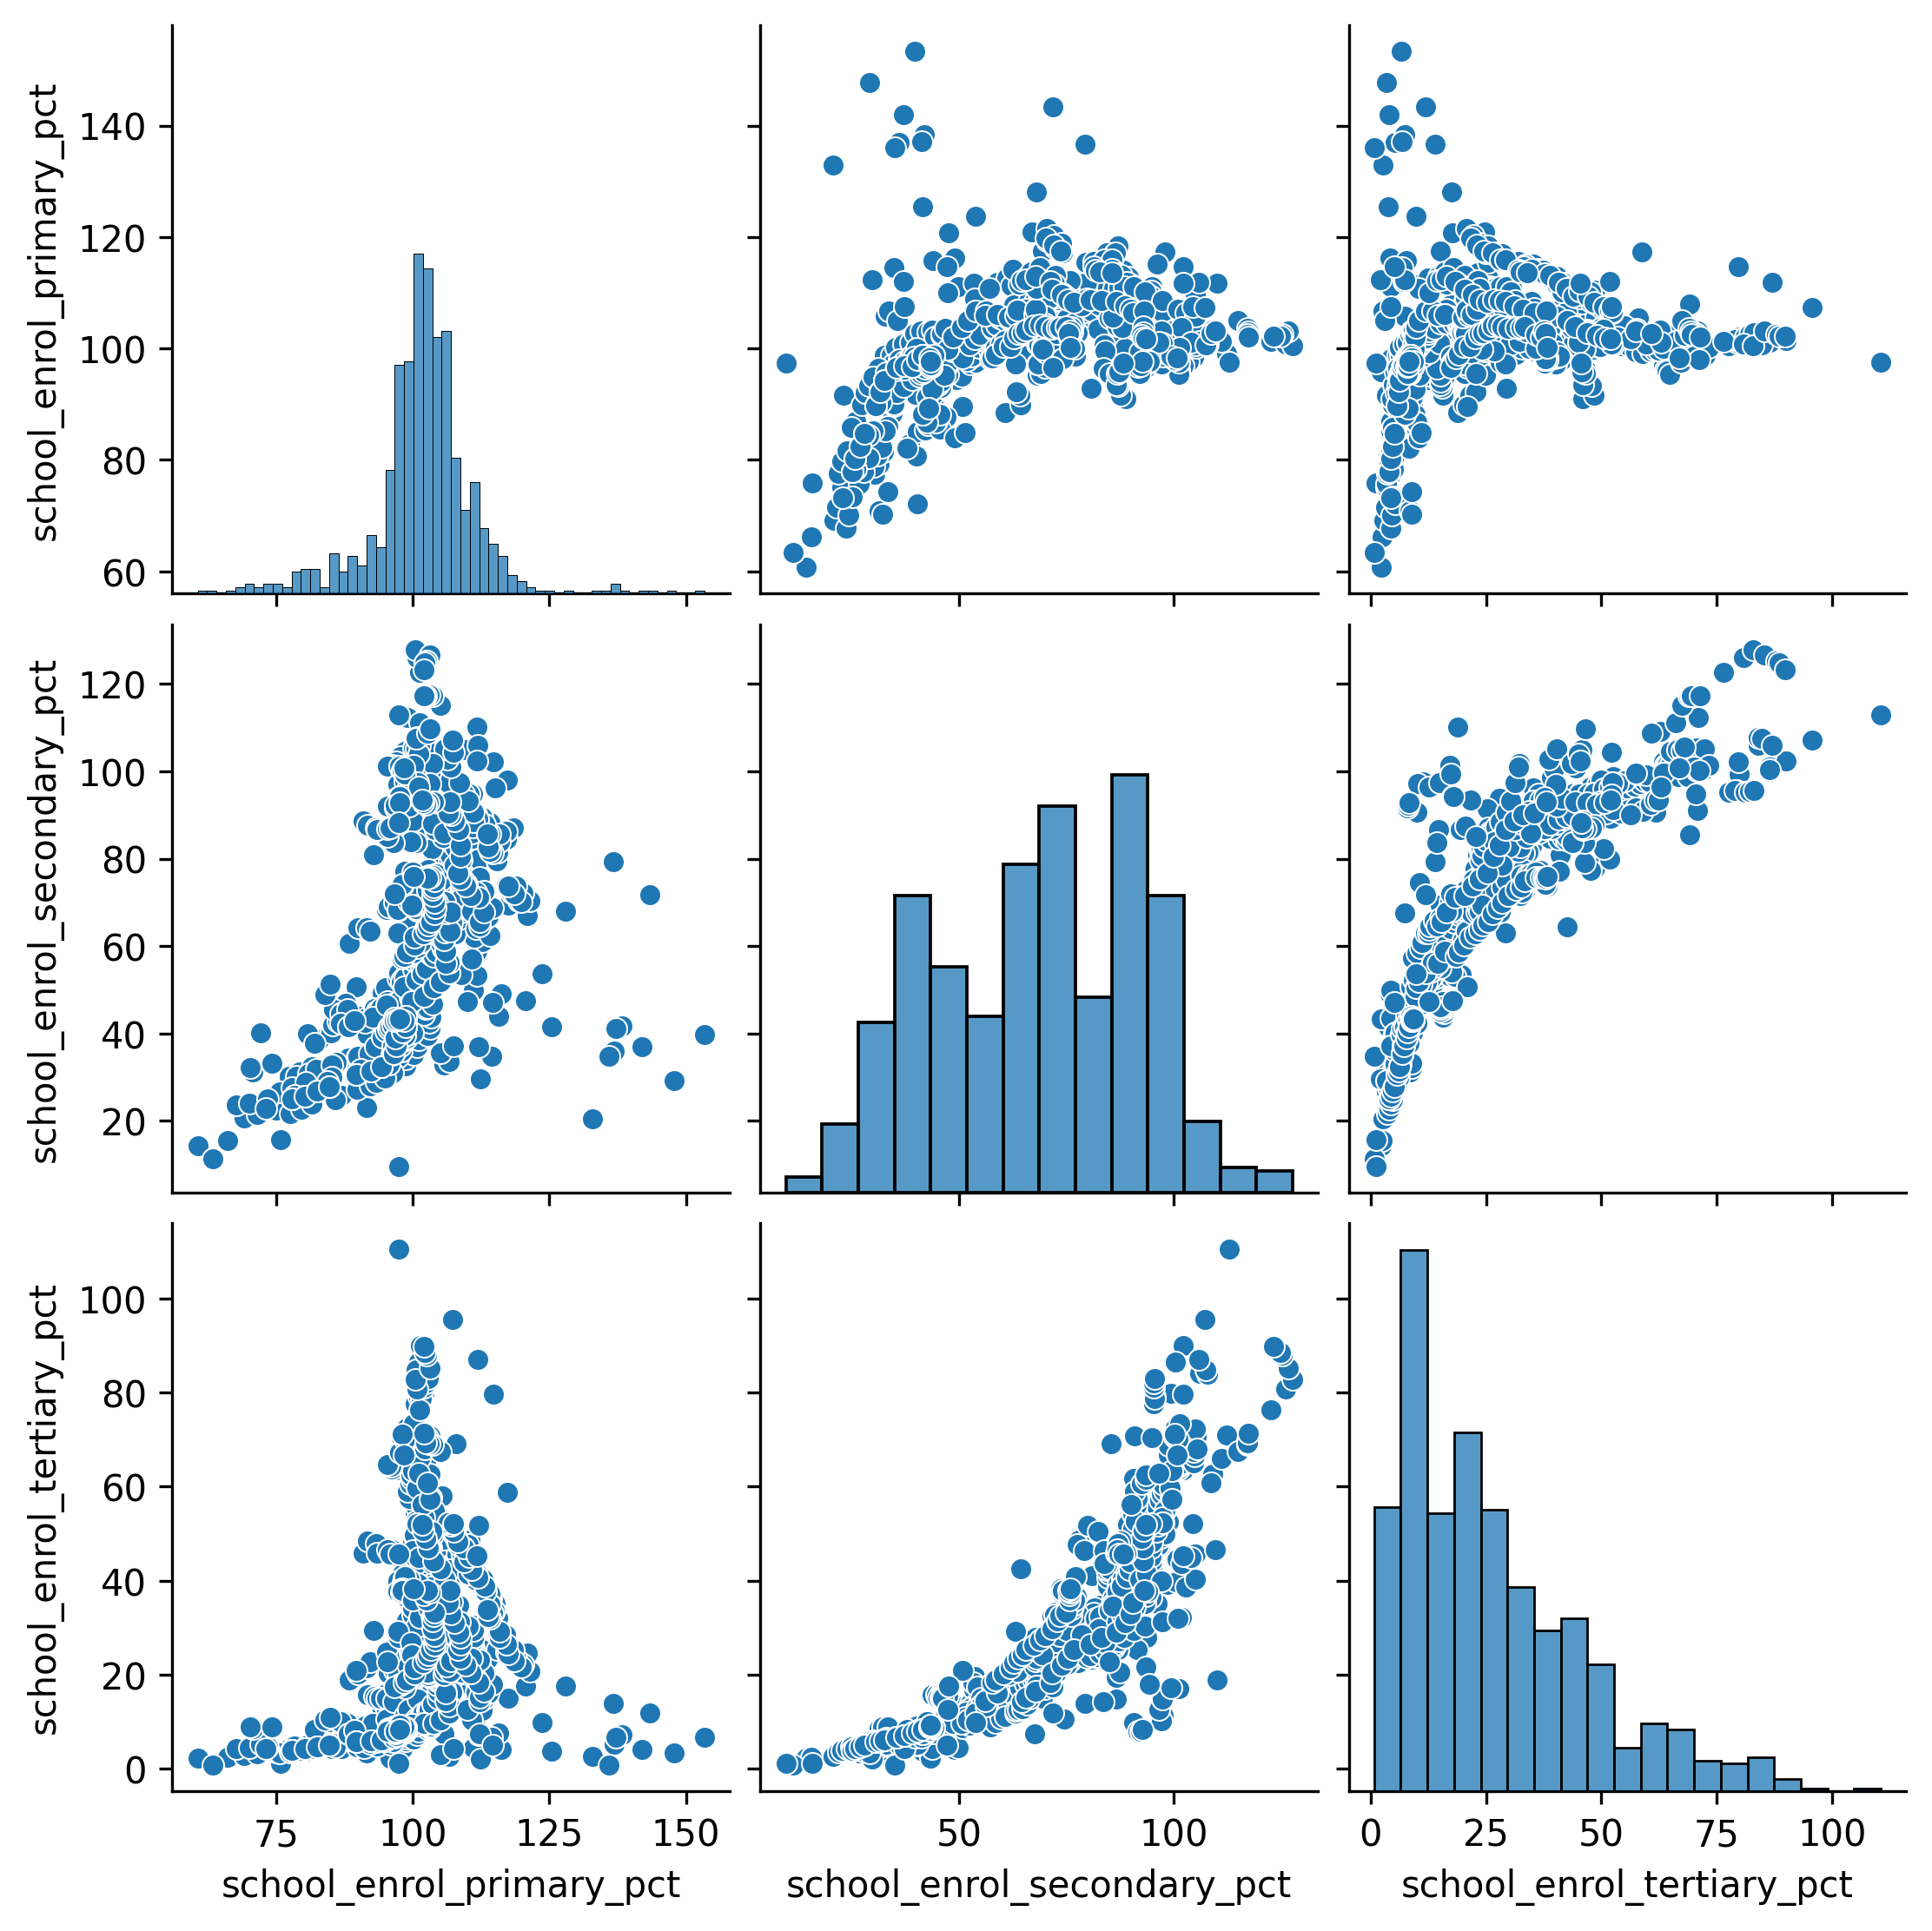 school_enrol_primary_pct
140
120
100
80
60
school_enrol_secondary_pct
120
100
80
60
40
20
school_enrol_tertiary_pct
100
80
60
40
20
0
75 100 125 150
50 100
0 25 50 75 100
school_enrol_primary_pct
school_enrol_secondary_pct
school_enrol_tertiary_pct